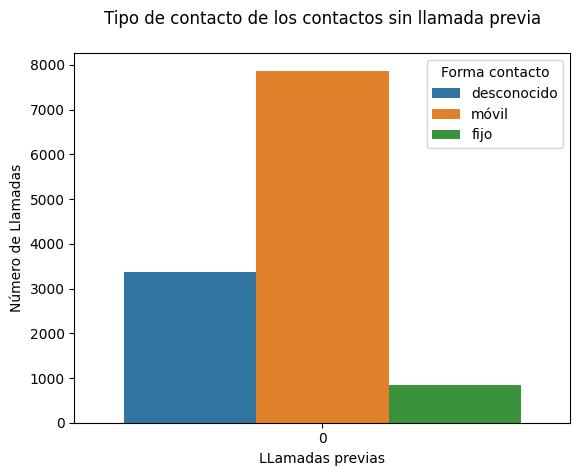 Tipo de contacto de los contactos sin llamada previa
Forma contacto
desconocido
móvil
fijo
Número de Llamadas
8000
7000
6000
5000
4000
3000
2000
1000
0
0
LLamadas previas